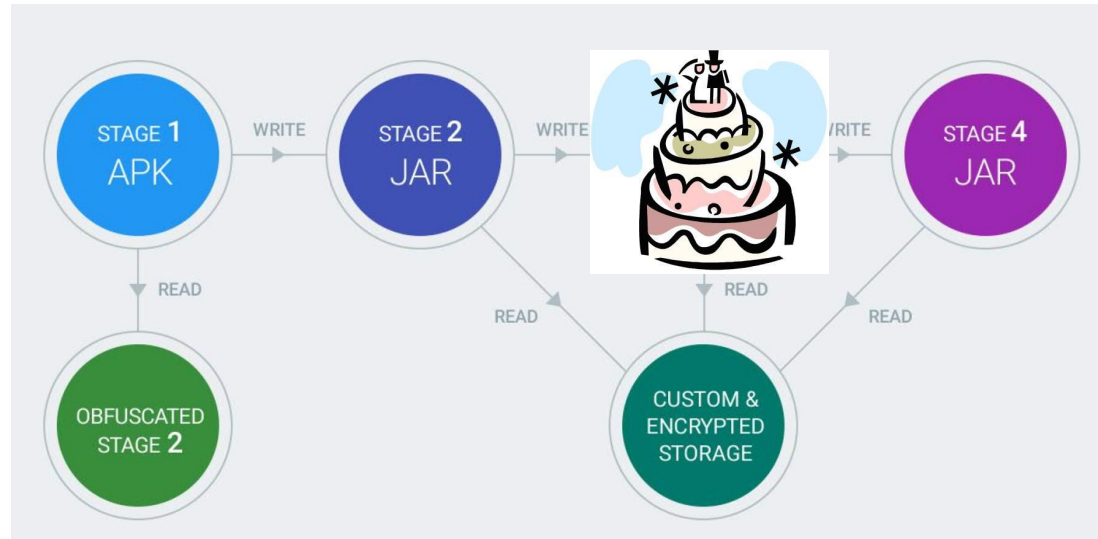 STAGE 1
APK
WRITE
STAGE 2
JAR
WRITE
STAGE 4
JAR
READ
READ
READ
READ
OBFUSCATED
STAGE 2
CUSTOM &
ENCRYPTED
STORAGE